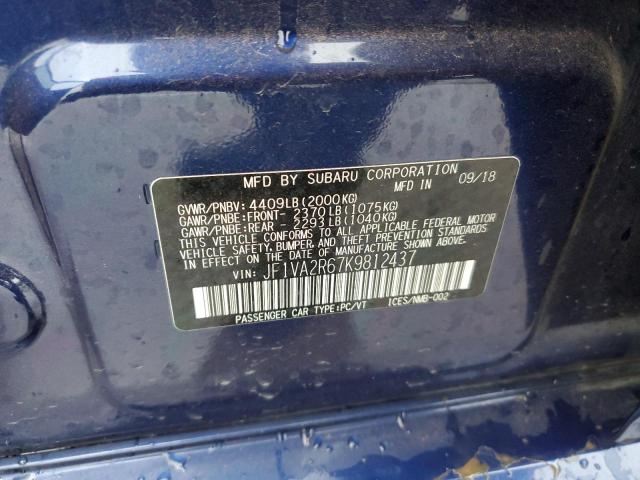 MFD BY SUBARU CORPORATION
MFD IN 09/18
GVWR/PNBV: 4409LB(2000KG)
GAWR/PNBE:FRONT- 2370LB(1075KG)
GAWR/PNBE:REAR - 2293LB(1040KG)
THIS VEHICLE CONFORMS TO ALL APPLICABLE FEDERAL MOTOR
VEHICLE SAFETY, BUMPER, AND THEFT PREVENTION STANDARDS
IN EFFECT ON THE DATE OF MANUFACTURE SHOWN ABOVE.
VIN: JF1VA2R67K9812437
PASSENGER CAR TYPE:PC/VT ICES/NMB-002